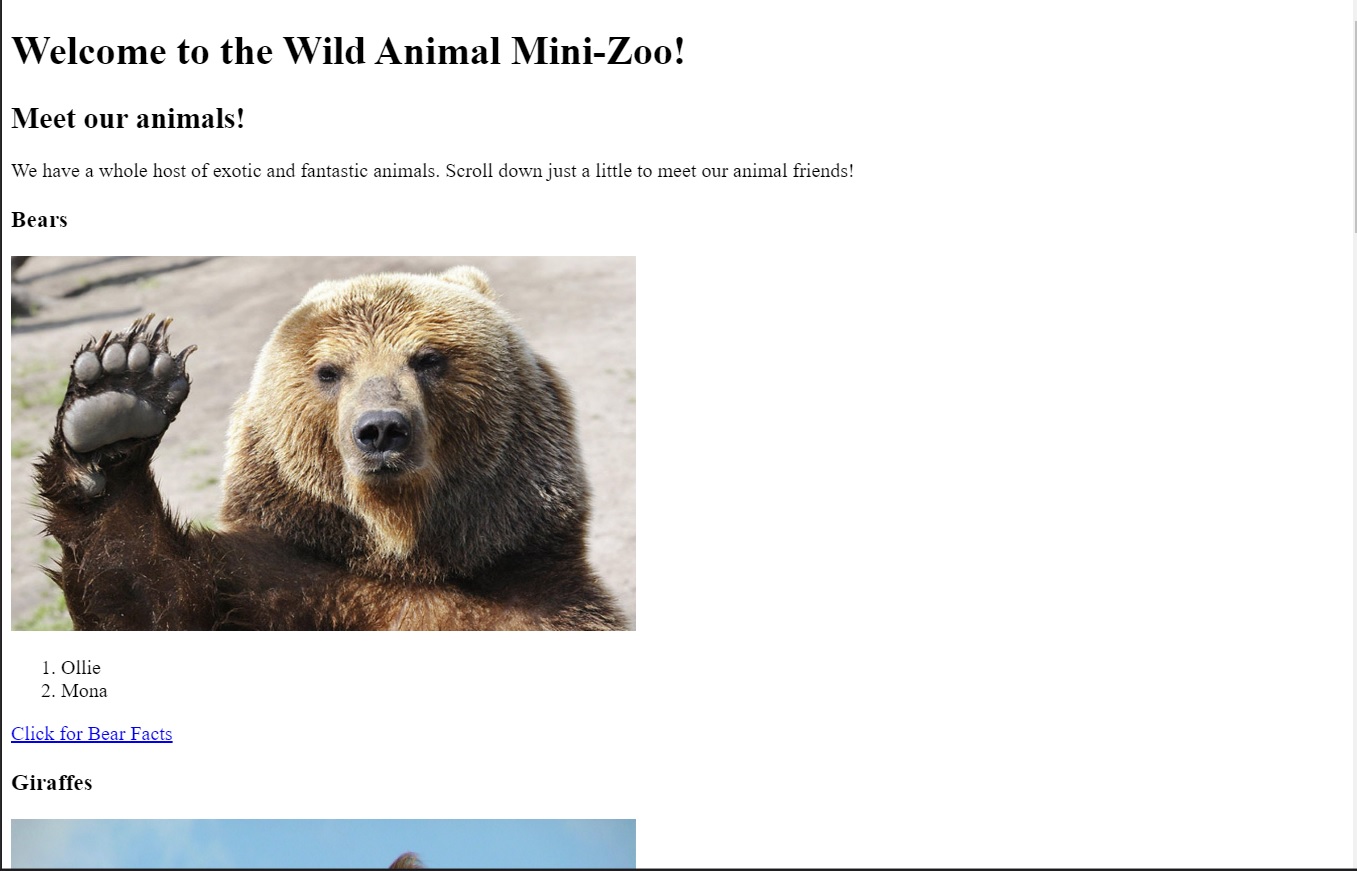 Welcome to the Wild Animal Mini-Zoo!
Meet our animals!
We have a whole host of exotic and fantastic animals. Scroll down just a little to meet our animal friends!
Bears
1. Ollie
2. Mona
Click for Bear Facts
Giraffes